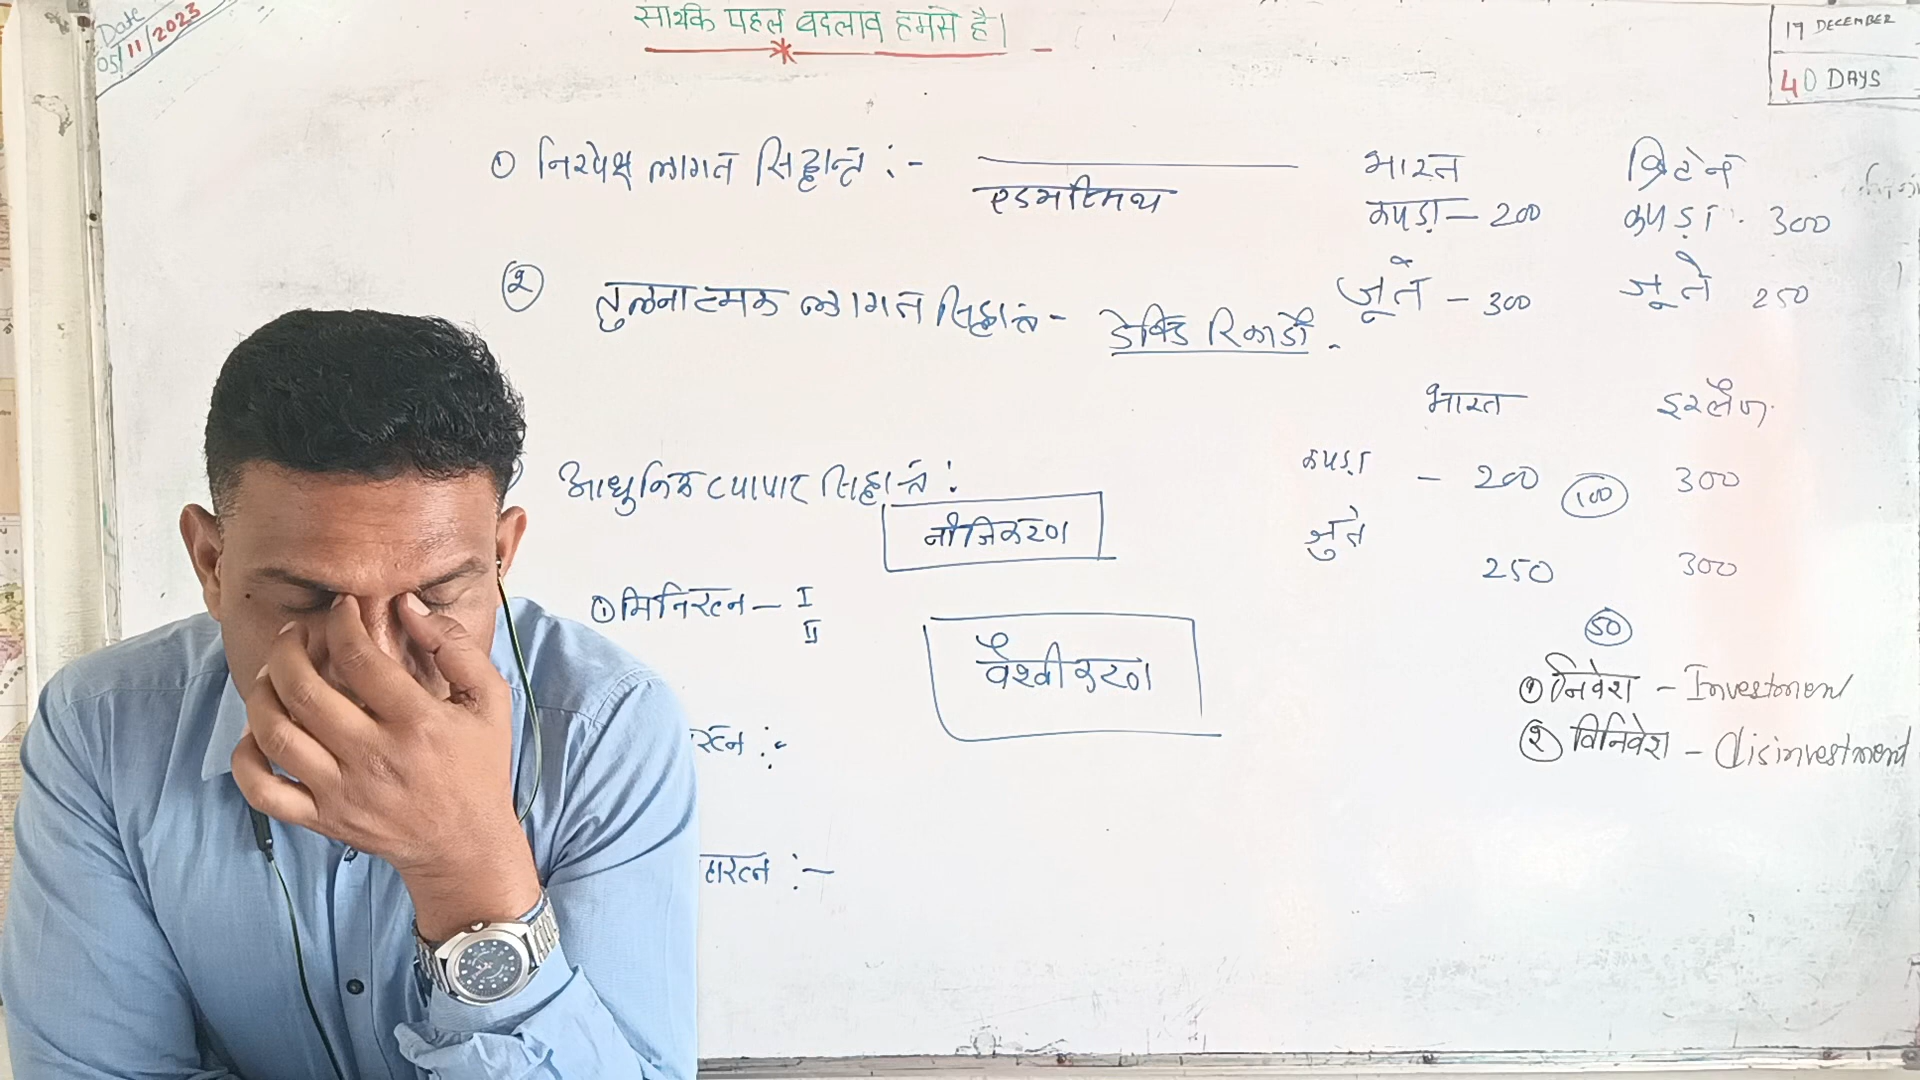 Date
05/11/2023
सार्थक पहल बदलाव हमसे है।
17 DECEMBER
40 DAYS
① निरपेक्ष लागत सिद्धान्त :-
एडमस्मिथ
भारत ब्रिटेन
कपड़ा - 200 कपड़ा 300
जूते - 300 जूते 250
② तुलनात्मक लागत सिद्धांत - डेविड रिकार्डो -
भारत इंग्लैण्ड
कपड़ा - 200 100 300
जुते 250 300
50
आधुनिक व्यापार सिद्धान्त :
नीजिकरण
① मिनिरत्न - I
II
वैश्वीकरण
① निवेश - Investment
② विनिवेश - disinvestment
रत्न :-
हारत्न :-